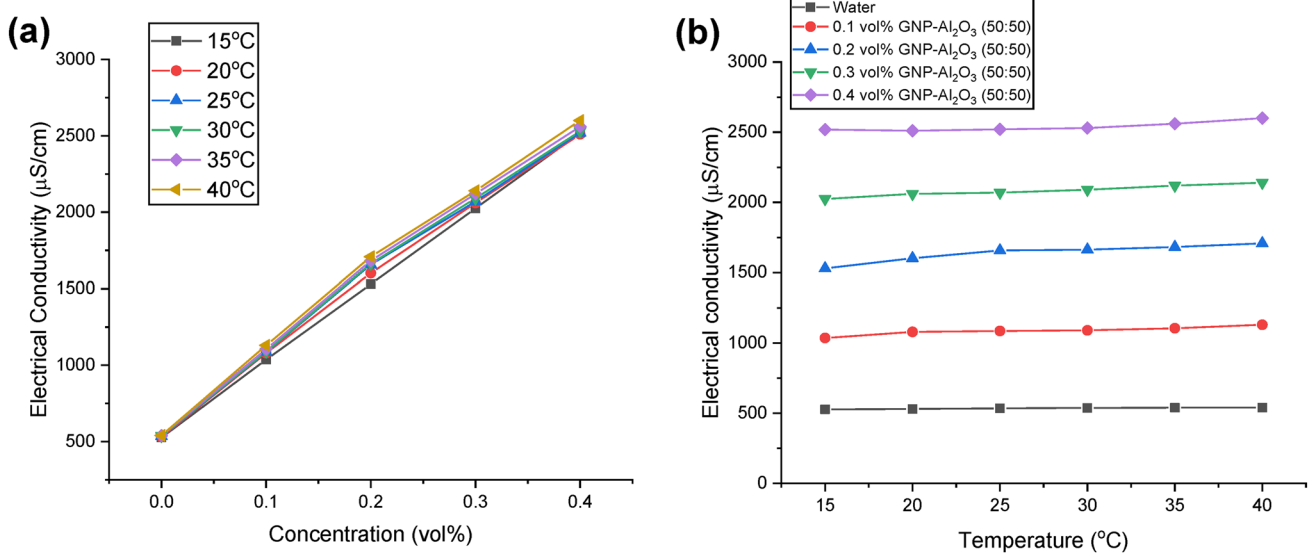 (a)
15°C
20°C
25°C
30°C
35°C
40°C
3000
2500
2000
1500
1000
500
Electrical Conductivity (μS/cm)
0.0 0.1 0.2 0.3 0.4
Concentration (vol%)
(b)
Water
0.1 vol% GNP-Al₂O₃ (50:50)
0.2 vol% GNP-Al₂O₃ (50:50)
0.3 vol% GNP-Al₂O₃ (50:50)
0.4 vol% GNP-Al₂O₃ (50:50)
3000
2500
2000
1500
1000
500
0
Electrical conductivity (μS/cm)
15 20 25 30 35 40
Temperature (°C)